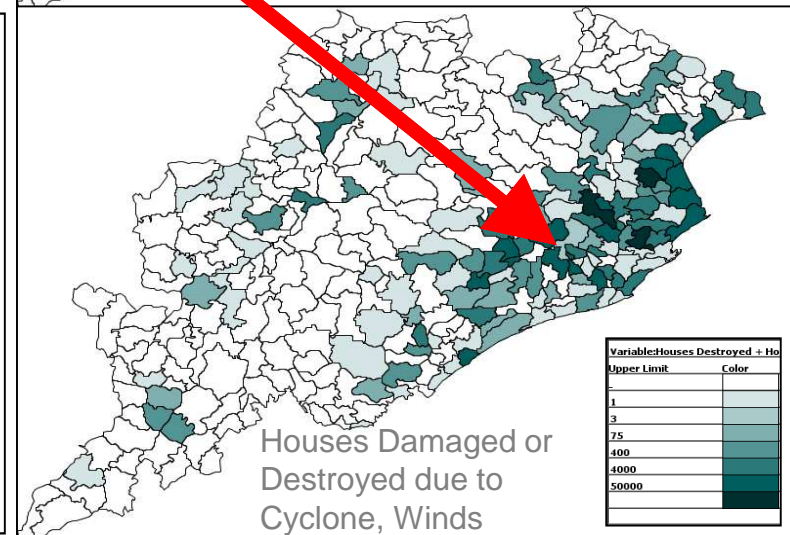 Houses Damaged or
Destroyed due to
Cyclone, Winds
Variable:Houses Destroyed + Ho
Upper Limit Color
-
1
3
75
400
4000
50000